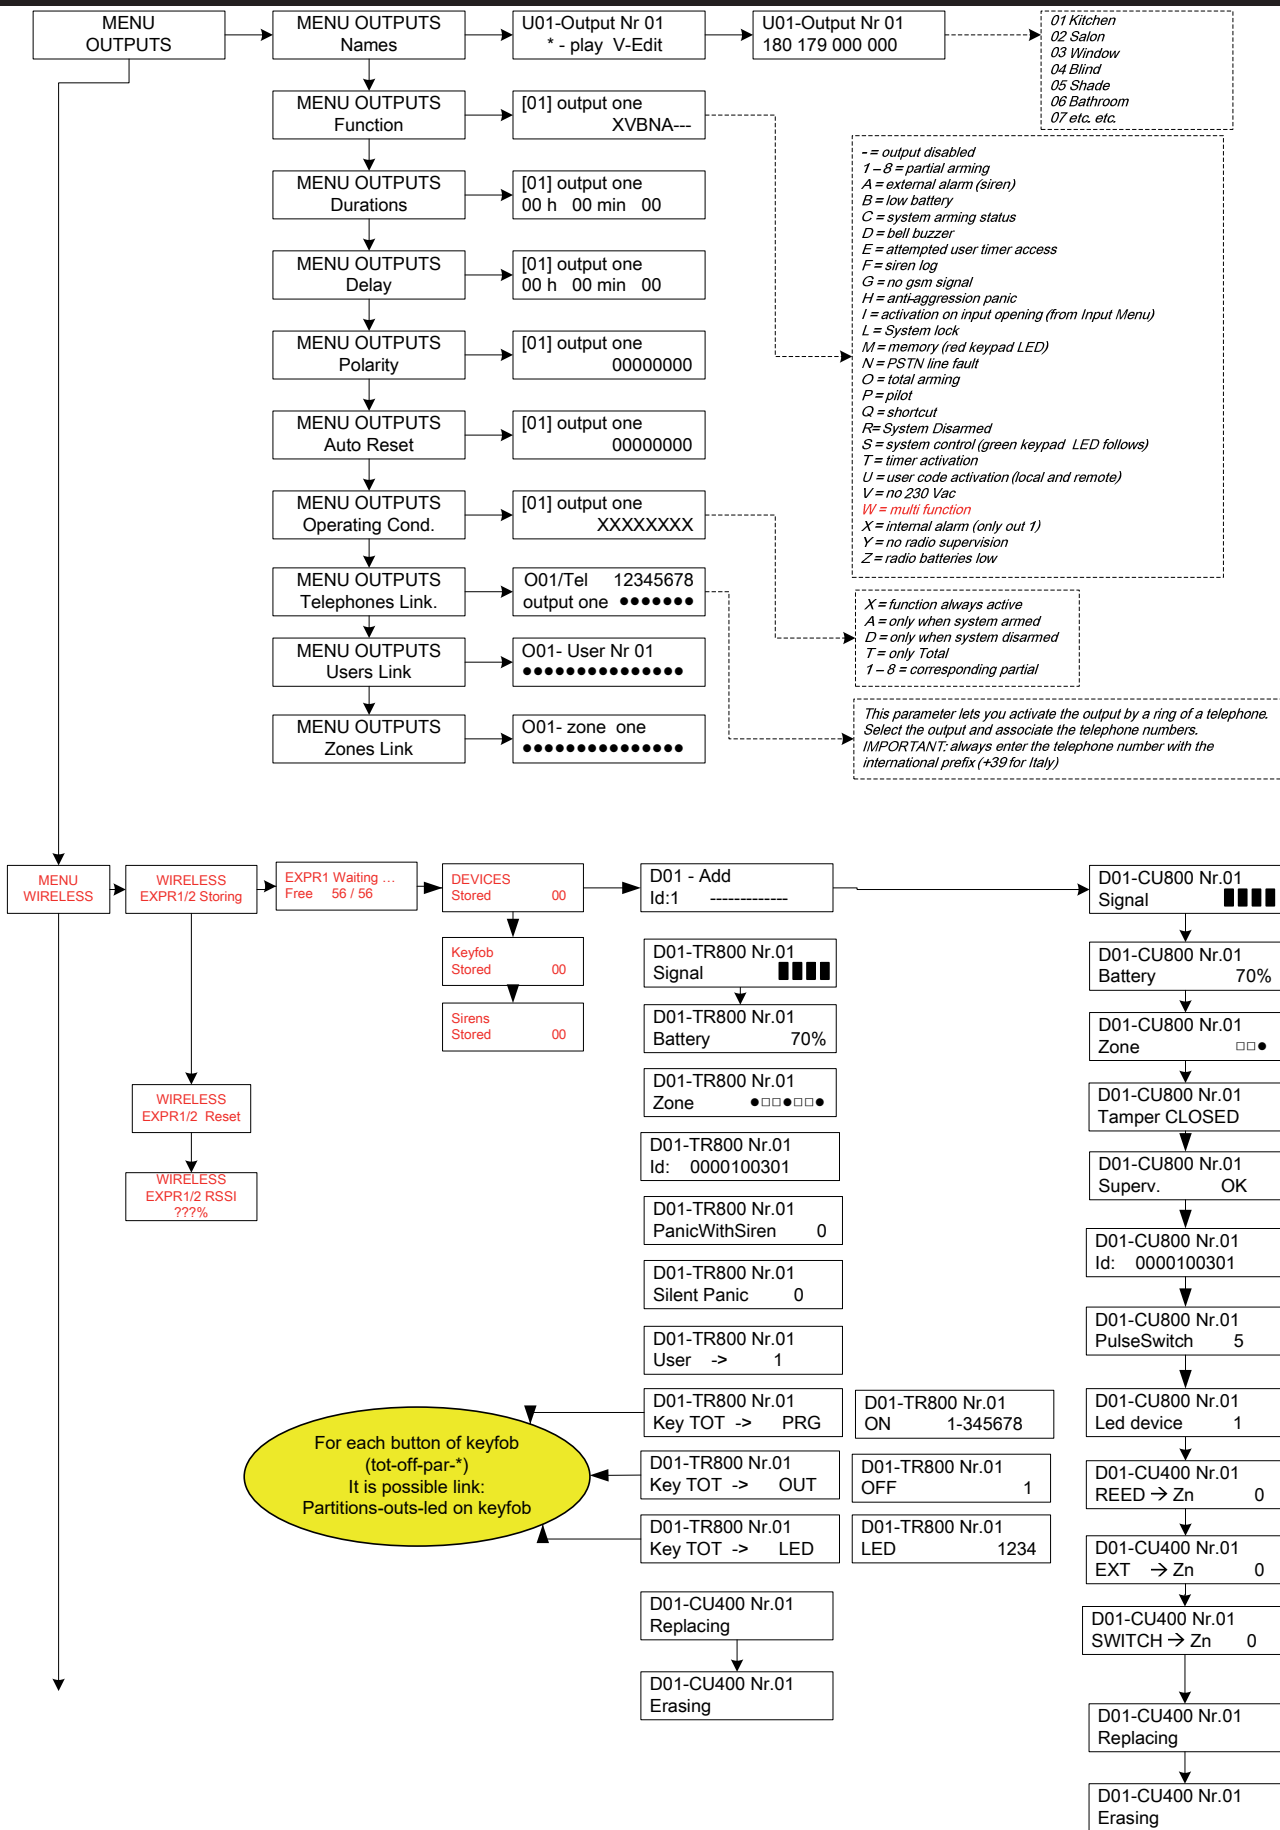 MENU
OUTPUTS
MENU OUTPUTS
Names
U01-Output Nr 01
* - play  V-Edit
U01-Output Nr 01
180 179 000 000
01 Kitchen
02 Salon
03 Window
04 Blind
05 Shade
06 Bathroom
07 etc. etc.
MENU OUTPUTS
Function
[01] output one
XVBNA---
- = output disabled
1 – 8 = partial arming
A = external alarm (siren)
B = low battery
C = system arming status
D = bell buzzer
E = attempted user timer access
F = siren log
G = no gsm signal
H = anti-aggression panic
I = activation on input opening (from Input Menu)
L = System lock
M = memory (red keypad LED)
N = PSTN line fault
O = total arming
P = pilot
Q = shortcut
R= System Disarmed
S = system control (green keypad  LED follows)
T = timer activation
U = user code activation (local and remote)
V = no 230 Vac
W = multi function
X = internal alarm (only out 1)
Y = no radio supervision
Z = radio batteries low
MENU OUTPUTS
Durations
[01] output one
00 h  00 min  00
MENU OUTPUTS
Delay
[01] output one
00 h  00 min  00
MENU OUTPUTS
Polarity
[01] output one
00000000
MENU OUTPUTS
Auto Reset
[01] output one
00000000
MENU OUTPUTS
Operating Cond.
[01] output one
XXXXXXXX
X = function always active
A = only when system armed
D = only when system disarmed
T = only Total
1 – 8 = corresponding partial
MENU OUTPUTS
Telephones Link.
O01/Tel  12345678
output one ●●●●●●●
This parameter lets you activate the output by a ring of a telephone.
Select the output and associate the telephone numbers.
IMPORTANT: always enter the telephone number with the
international prefix (+39 for Italy)
MENU OUTPUTS
Users Link
O01- User Nr 01
●●●●●●●●●●●●●●
MENU OUTPUTS
Zones Link
O01- zone  one
●●●●●●●●●●●●●●
MENU
WIRELESS
WIRELESS
EXPR1/2 Storing
EXPR1 Waiting ...
Free  56 / 56
DEVICES
Stored  00
Keyfob
Stored  00
Sirens
Stored  00
WIRELESS
EXPR1/2  Reset
WIRELESS
EXPR1/2 RSSI
???%
D01 - Add
Id:1  -------------
D01-TR800 Nr.01
Signal
D01-TR800 Nr.01
Battery  70%
D01-TR800 Nr.01
Zone  ●□□●□□●
D01-TR800 Nr.01
Id:  0000100301
D01-TR800 Nr.01
PanicWithSiren  0
D01-TR800 Nr.01
Silent Panic  0
D01-TR800 Nr.01
User  ->  1
D01-TR800 Nr.01
Key TOT  ->  PRG
D01-TR800 Nr.01
ON  1-345678
D01-TR800 Nr.01
Key TOT  ->  OUT
D01-TR800 Nr.01
OFF  1
D01-TR800 Nr.01
Key TOT  ->  LED
D01-TR800 Nr.01
LED  1234
For each button of keyfob
(tot-off-par-*)
It is possible link:
Partitions-outs-led on keyfob
D01-CU400 Nr.01
Replacing
D01-CU400 Nr.01
Erasing
D01-CU800 Nr.01
Signal
D01-CU800 Nr.01
Battery  70%
D01-CU800 Nr.01
Zone  □□●
D01-CU800 Nr.01
Tamper CLOSED
D01-CU800 Nr.01
Superv.  OK
D01-CU800 Nr.01
Id:  0000100301
D01-CU800 Nr.01
PulseSwitch  5
D01-CU800 Nr.01
Led device  1
D01-CU400 Nr.01
REED → Zn  0
D01-CU400 Nr.01
EXT  → Zn  0
D01-CU400 Nr.01
SWITCH → Zn  0
D01-CU400 Nr.01
Replacing
D01-CU400 Nr.01
Erasing